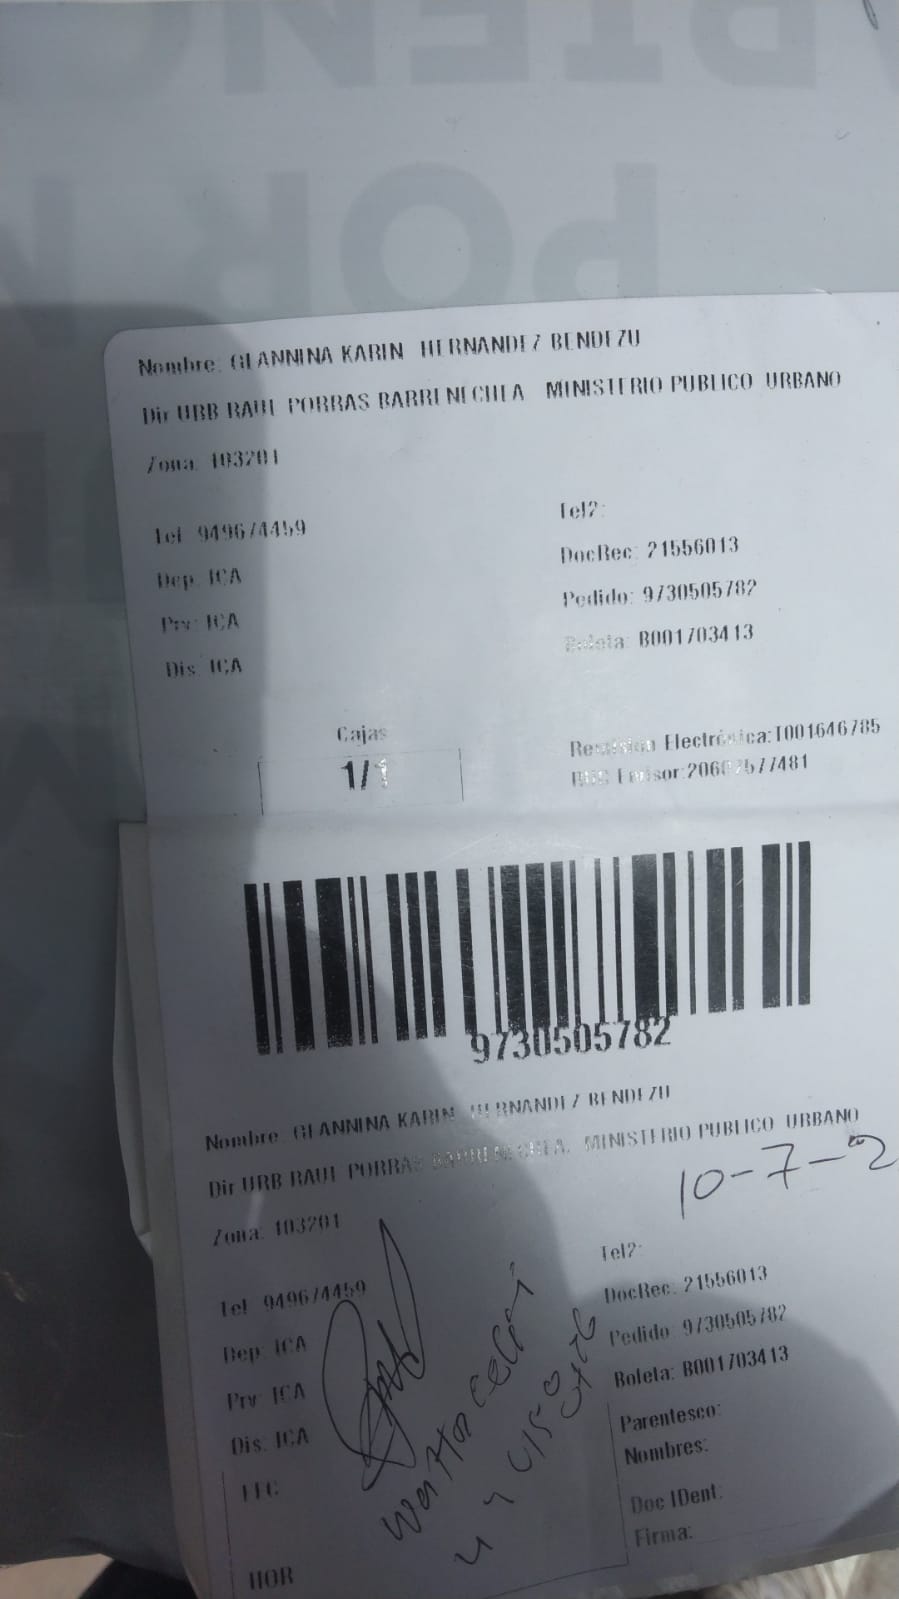 Nombre: GIANNINA KARIN HERNANDEZ BENDEZU
Dir URB RAUL PORRAS BARRENECHEA MINISTERIO PUBLICO URBANO
Zona: 103201
Tel 949674459
Tel2:
Dep: ICA
DocRec: 21556013
Prv: ICA
Pedido: 9730505782
Dis: ICA
Boleta: B001703413
Cajas
1/1
Remision Electrónica:T001646785
RUC Emisor:
9730505782
Nombre: GIANNINA KARIN HERNANDEZ BENDEZU
Dir URB RAUL PORRAS BARRENECHEA. MINISTERIO PUBLICO URBANO
10-7-2
Zona: 103201
Tel2:
Tel 949674459
DocRec: 21556013
Dep: ICA
Pedido: 9730505782
Prv: ICA
Boleta: B001703413
Dis: ICA
Parentesco:
Nombres:
FEC
Doc IDent:
Firma:
HOR